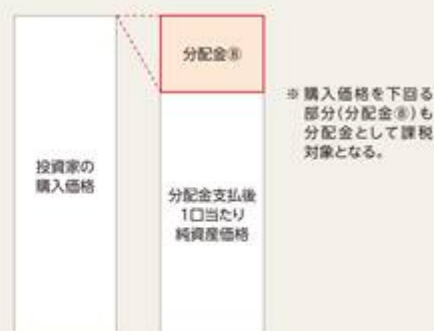 分配金Ⓑ
※ 購入価格を下回る
部分(分配金Ⓑ)も
分配金として課税
対象となる。
投資家の
購入価格
分配金支払後
1口当たり
純資産価格